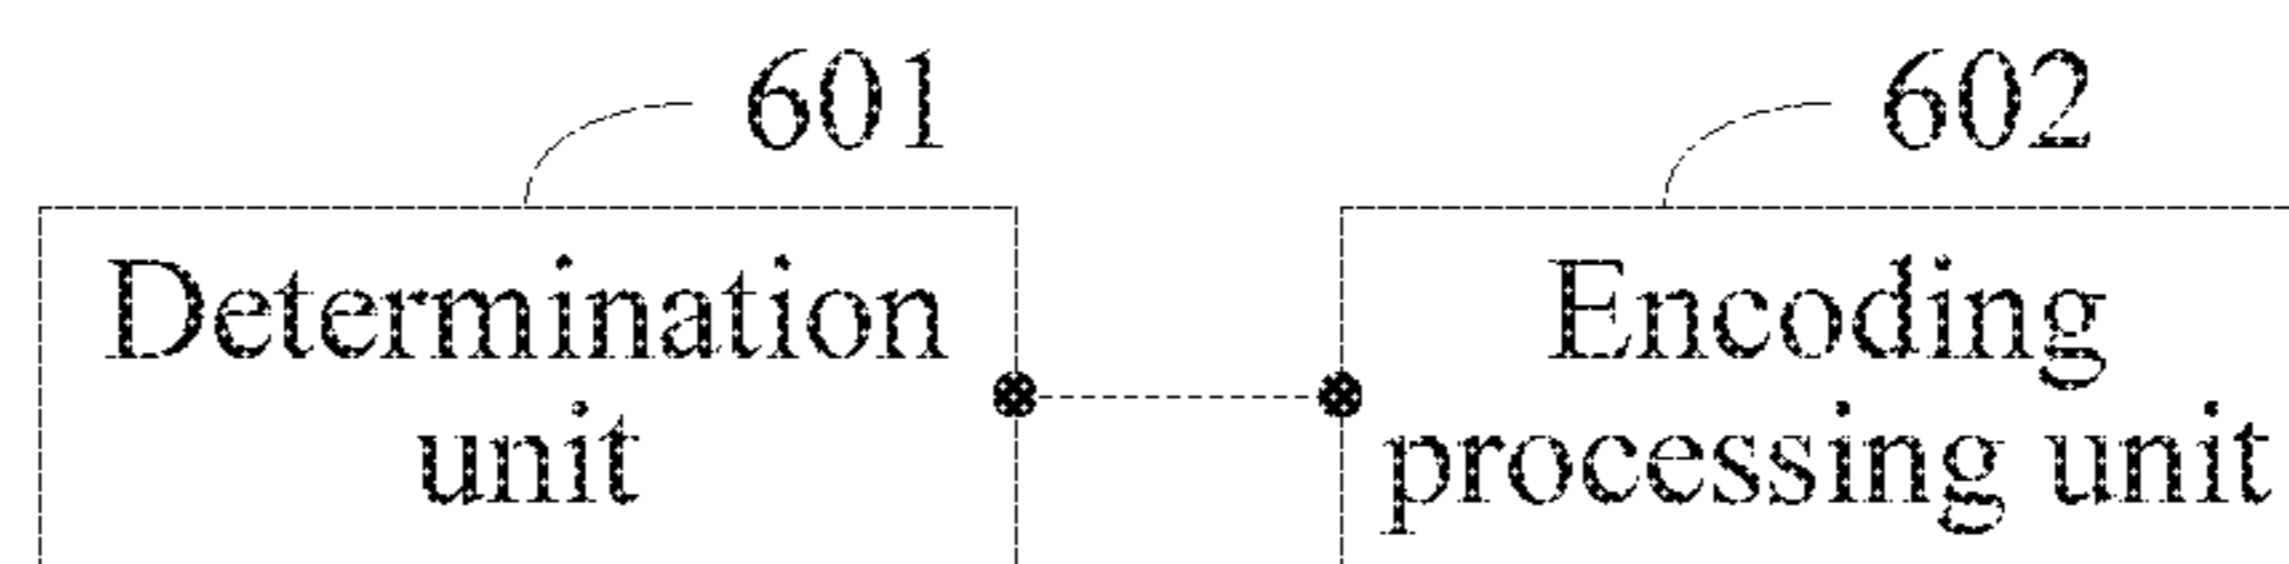 601
602
Determination
unit
Encoding
processing unit